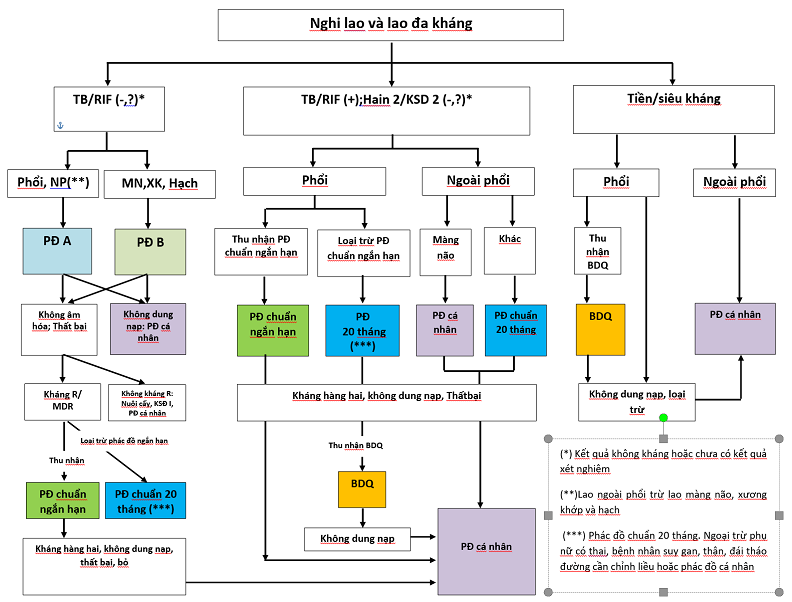 Nghi lao và lao đa kháng
TB/RIF (-,?)*
TB/RIF (+);Hain 2/KSD 2 (-,?)*
Tiền/siêu kháng
Phổi, NP(**)
MN,XK, Hạch
Phổi
Ngoài phổi
Phổi
Ngoài phổi
PĐ A
PĐ B
Thu nhận PĐ
chuẩn ngắn hạn
Loại trừ PĐ
chuẩn ngắn hạn
Màng
não
Khác
Thu
nhận
BDQ
Không âm
hóa; Thất bại
Không dung
nạp: PĐ cá
nhân
PĐ chuẩn
ngắn hạn
PĐ
20 tháng
(***)
PĐ cá
nhân
PĐ chuẩn
20 tháng
BDQ
PĐ cá nhân
Kháng R/
MDR
Không kháng R:
Nuôi cấy, KSĐ I,
PĐ cá nhân
Kháng hàng hai, không dung nạp, Thấtbại
Không dung nạp, loại
trừ
Loại trừ phác đồ ngắn hạn
Thu nhận
Thu nhận BDQ
BDQ
PĐ chuẩn
ngắn hạn
PĐ chuẩn 20
tháng (***)
Không dung nạp
PĐ cá nhân
Kháng hàng hai, không dung nạp,
thất bại, bỏ
(*) Kết quả không kháng hoặc chưa có kết quả
xét nghiệm
(**)Lao ngoài phổi trừ lao màng não, xương
khớp và hạch
(***) Phác đồ chuẩn 20 tháng. Ngoại trừ phụ
nữ có thai, bệnh nhân suy gan, thận, đái tháo
đường cần chỉnh liều hoặc phác đồ cá nhân